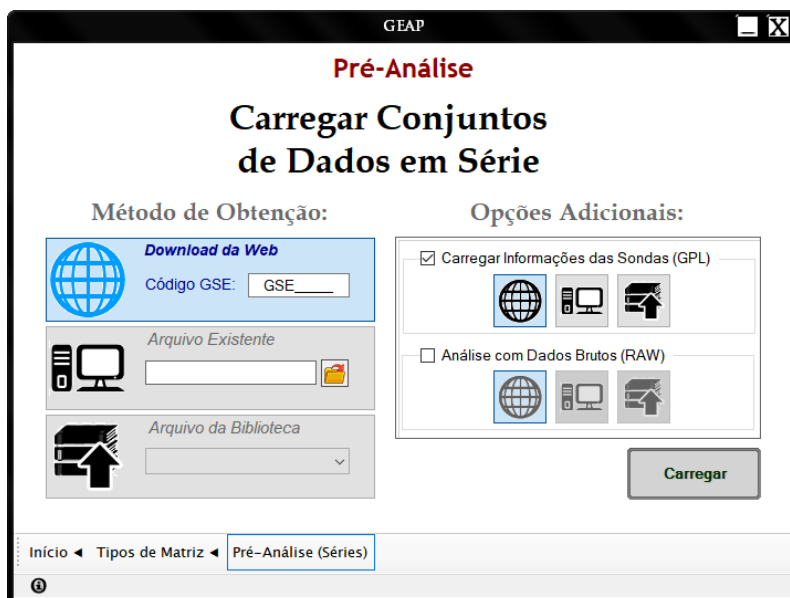 GEAP
Pré-Análise
Carregar Conjuntos
de Dados em Série
Método de Obtenção:
Download da Web
Código GSE:
GSE_____
Arquivo Existente
Arquivo da Biblioteca
Opções Adicionais:
Carregar Informações das Sondas (GPL)
Análise com Dados Brutos (RAW)
Carregar
Início ◄ Tipos de Matriz ◄ Pré-Análise (Séries)